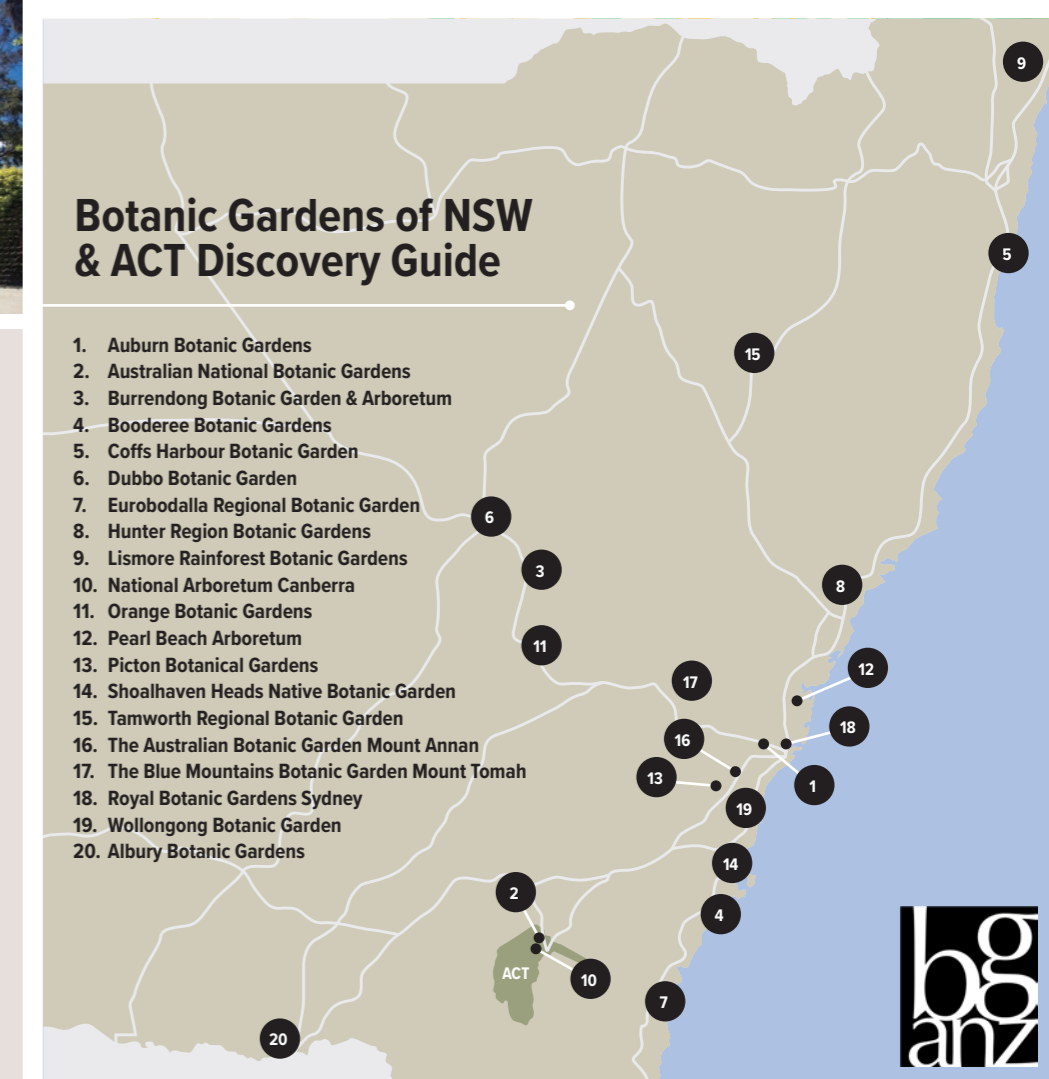 Botanic Gardens of NSW
& ACT Discovery Guide
1. Auburn Botanic Gardens
2. Australian National Botanic Gardens
3. Burrendong Botanic Garden & Arboretum
4. Booderee Botanic Gardens
5. Coffs Harbour Botanic Garden
6. Dubbo Botanic Garden
7. Eurobodalla Regional Botanic Garden
8. Hunter Region Botanic Gardens
9. Lismore Rainforest Botanic Gardens
10. National Arboretum Canberra
11. Orange Botanic Gardens
12. Pearl Beach Arboretum
13. Picton Botanical Gardens
14. Shoalhaven Heads Native Botanic Garden
15. Tamworth Regional Botanic Garden
16. The Australian Botanic Garden Mount Annan
17. The Blue Mountains Botanic Garden Mount Tomah
18. Royal Botanic Gardens Sydney
19. Wollongong Botanic Garden
20. Albury Botanic Gardens
9
5
15
6
3
8
11
12
17
18
16
13
1
19
14
2
4
ACT
10
7
20
bg
anz